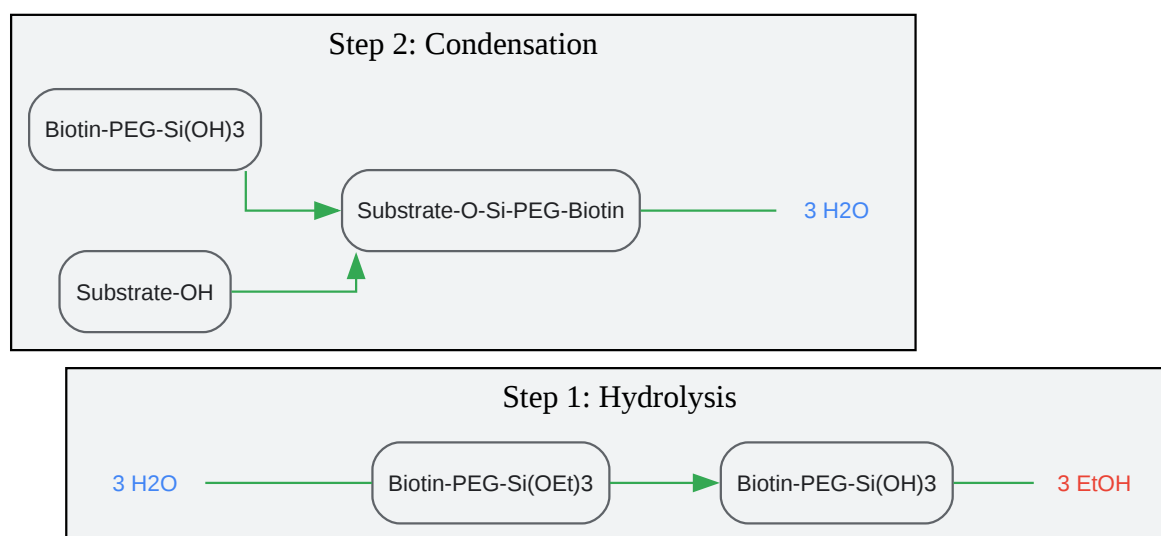 Step 2: Condensation
Biotin-PEG-Si(OH)3
Substrate-O-Si-PEG-Biotin
3 H2O
Substrate-OH
Step 1: Hydrolysis
3 H2O
Biotin-PEG-Si(OEt)3
Biotin-PEG-Si(OH)3
3 EtOH